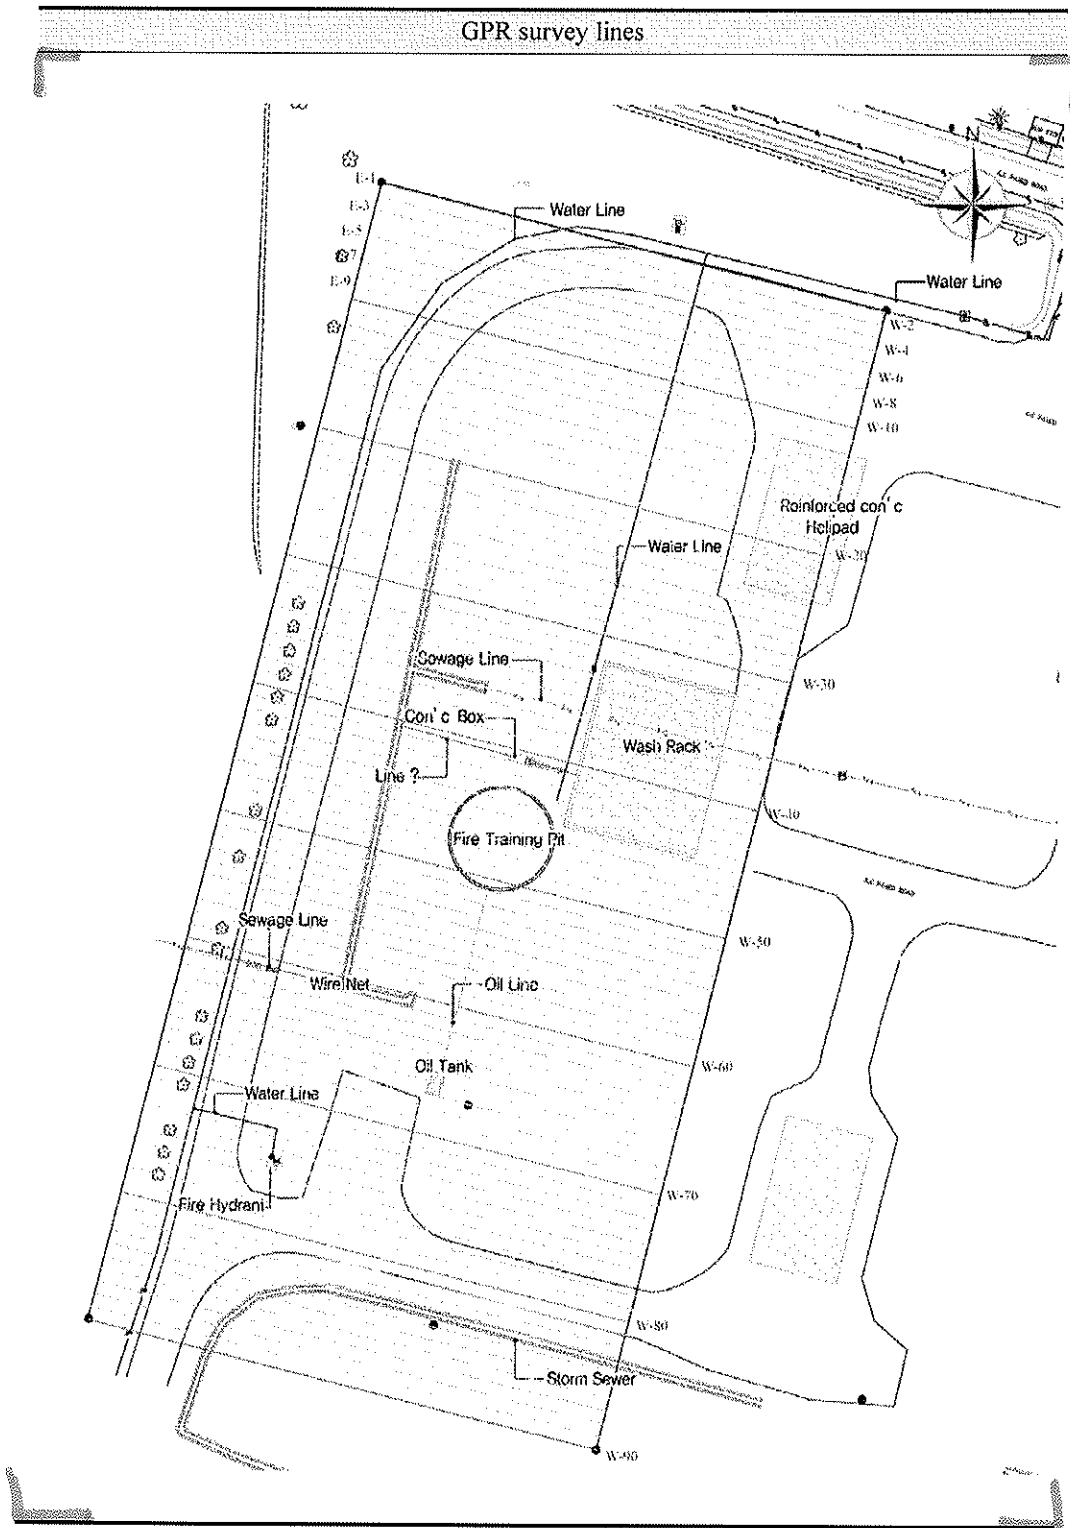 GPR survey lines
N
E-1
E-3
E-5
7
E-9
Water Line
Water Line
W-2
W-4
W-6
W-8
W-10
Reinforced con'c
Helipad
W-20
Water Line
Sewage Line
W-30
Con'c Box
Wash Rack
Line ?
W-40
Fire Training Pit
Sewage Line
W-50
Wire Net
Oil Line
Oil Tank
W-60
Water Line
Fire Hydrant
W-70
W-80
Storm Sewer
W-90